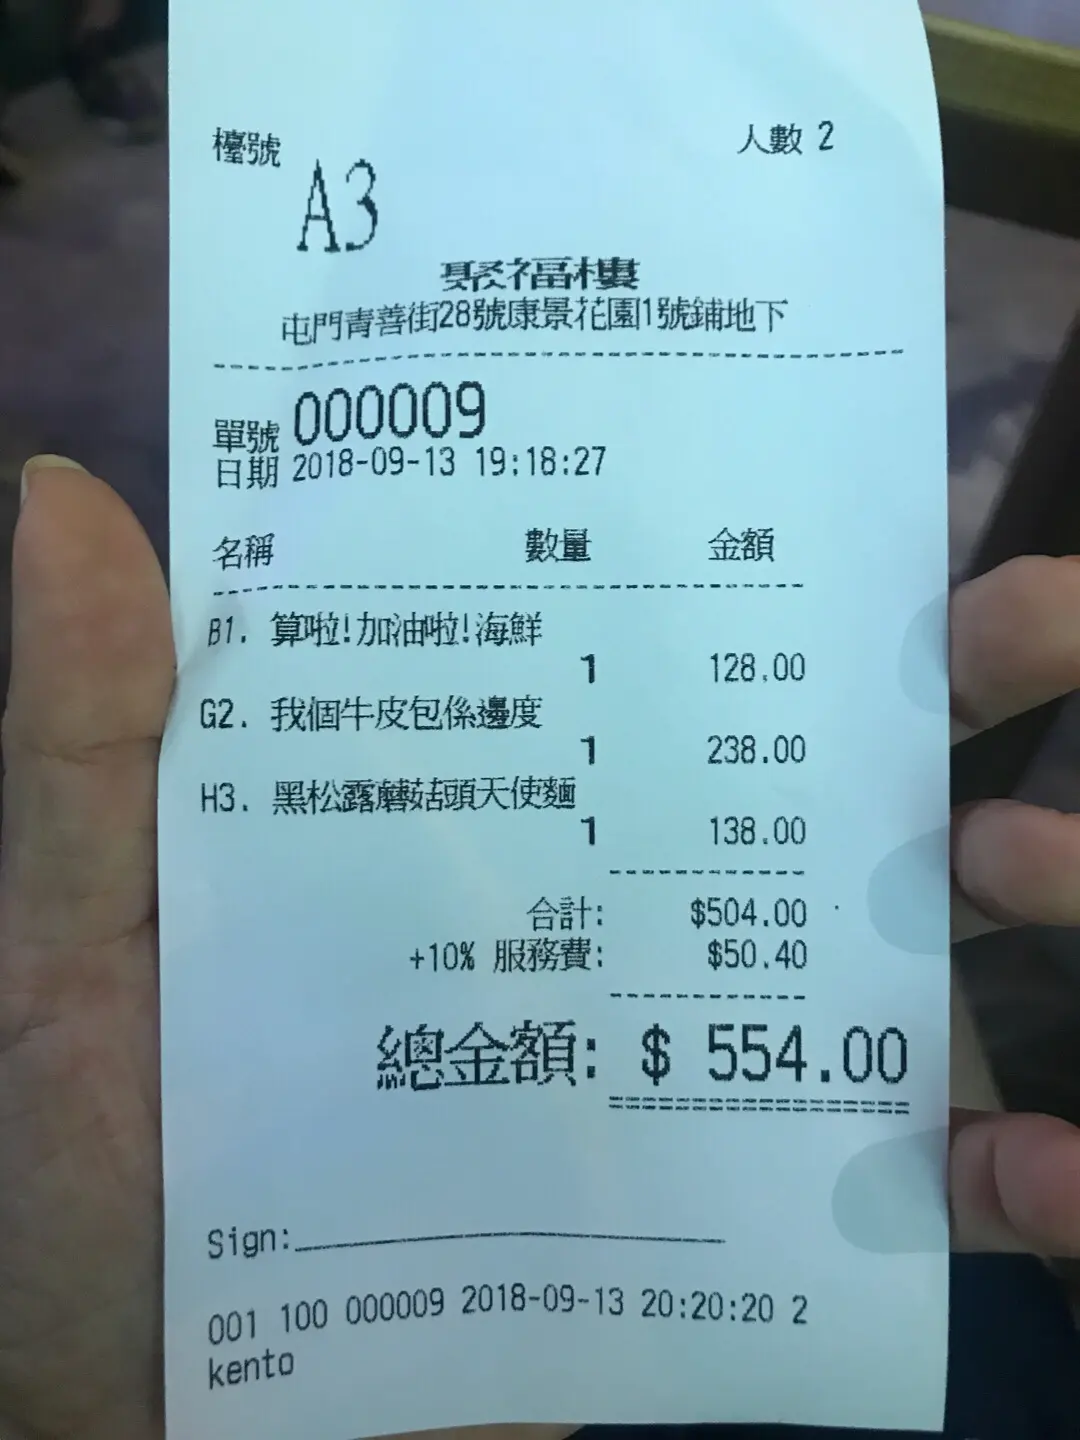 檯號 A3 人數 2
聚福樓
屯門青善街28號康景花園1號鋪地下
單號 000009
日期 2018-09-13 19:18:27
名稱 數量 金額
B1. 算啦!加油啦!海鮮
1 128.00
G2. 我個牛皮包係邊度
1 238.00
H3. 黑松露蘑菇頭天使麵
1 138.00
合計: $504.00
+10% 服務費: $50.40
總金額: $ 554.00
Sign:
001 100 000009 2018-09-13 20:20:20 2
kento